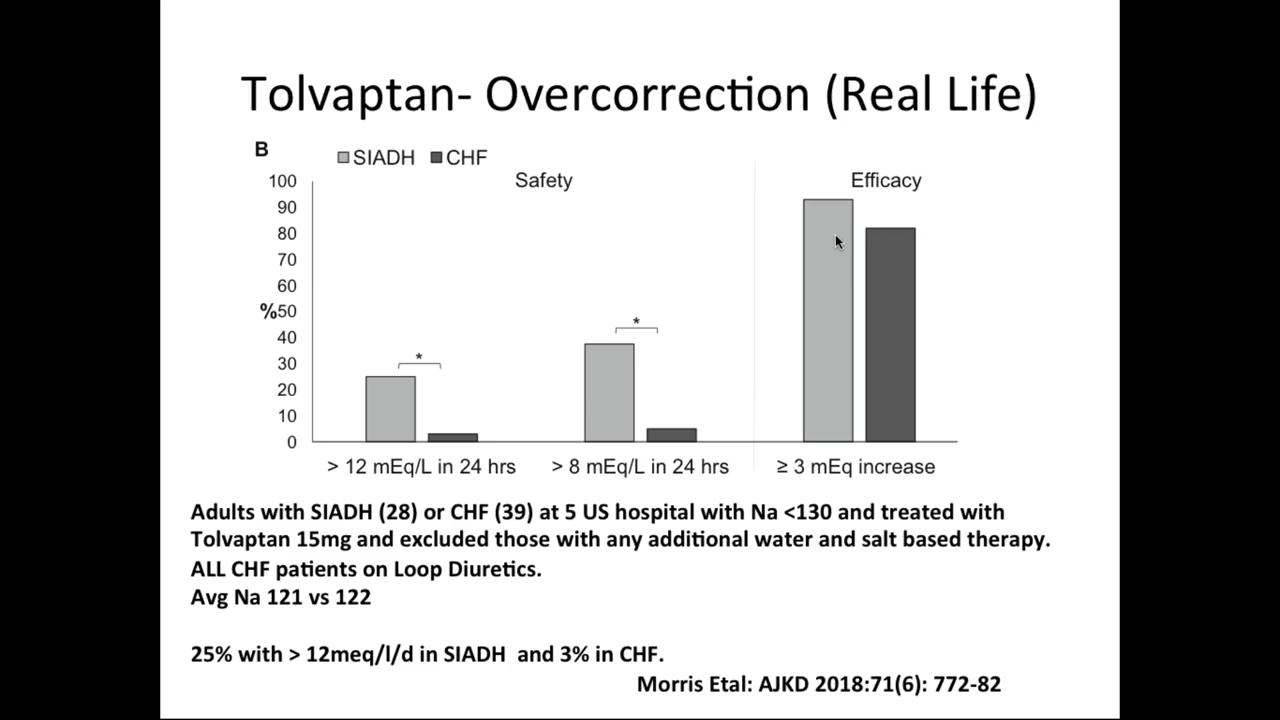 Tolvaptan- Overcorrection (Real Life)
B
SIADH CHF
Safety
Efficacy
100
90
80
70
60
%50
40
30
20
10
0
*
*
> 12 mEq/L in 24 hrs
> 8 mEq/L in 24 hrs
≥ 3 mEq increase
Adults with SIADH (28) or CHF (39) at 5 US hospital with Na <130 and treated with
Tolvaptan 15mg and excluded those with any additional water and salt based therapy.
ALL CHF patients on Loop Diuretics.
Avg Na 121 vs 122
25% with > 12meq/l/d in SIADH and 3% in CHF.
Morris Etal: AJKD 2018:71(6): 772-82